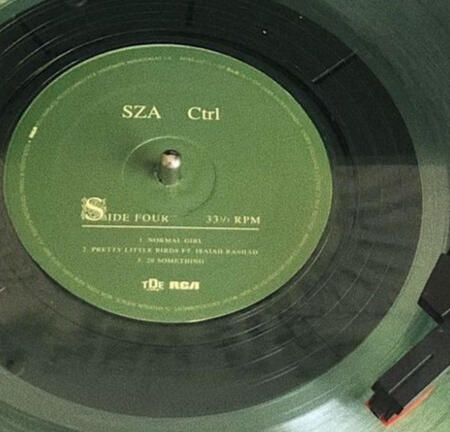 SZA Ctrl
SIDE FOUR 33⅓ RPM
1. NORMAL GIRL
2. PRETTY LITTLE BIRDS FT. ISAIAH RASHAD
3. 20 SOMETHING
TDE RCA